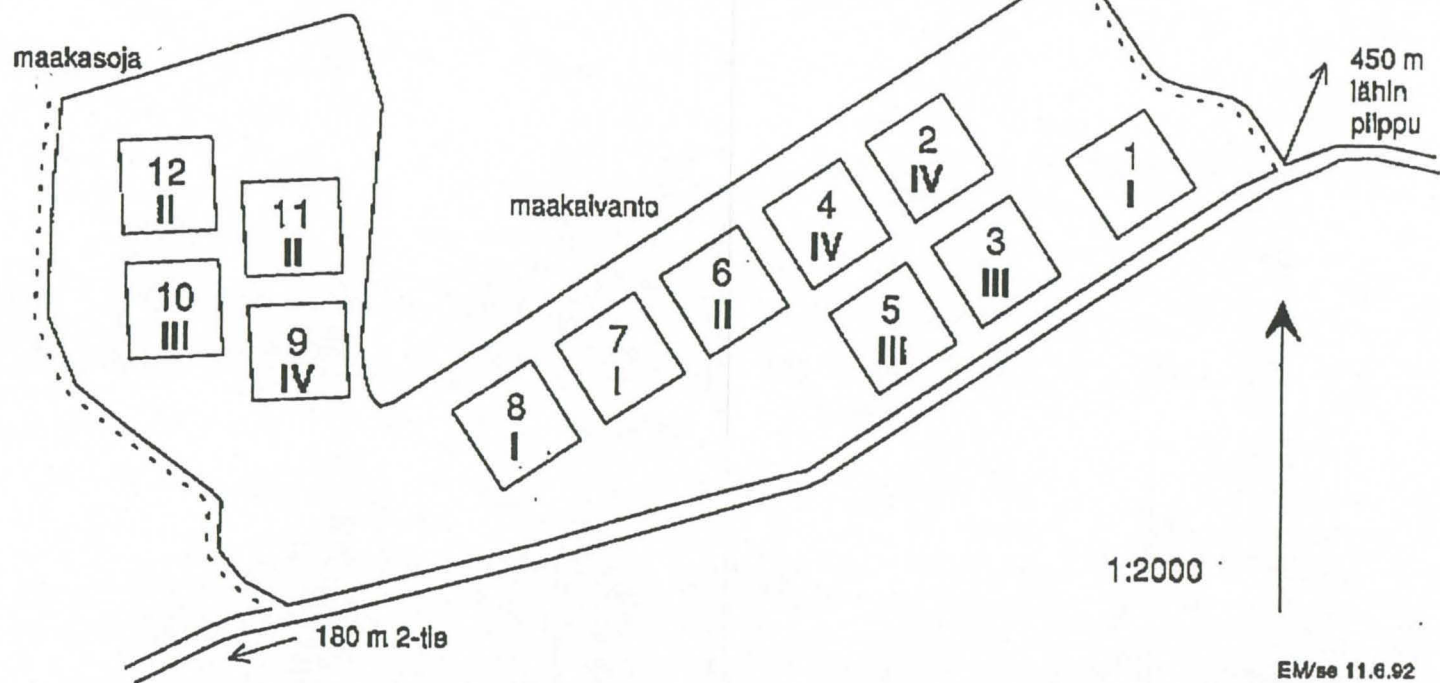 maakasoja
450 m
lähin
piippu
12
II
11
II
10
III
9
IV
maakaivanto
2
IV
1
I
4
IV
3
III
6
II
5
III
7
I
8
I
1:2000
180 m 2-tie
EM/se 11.6.92